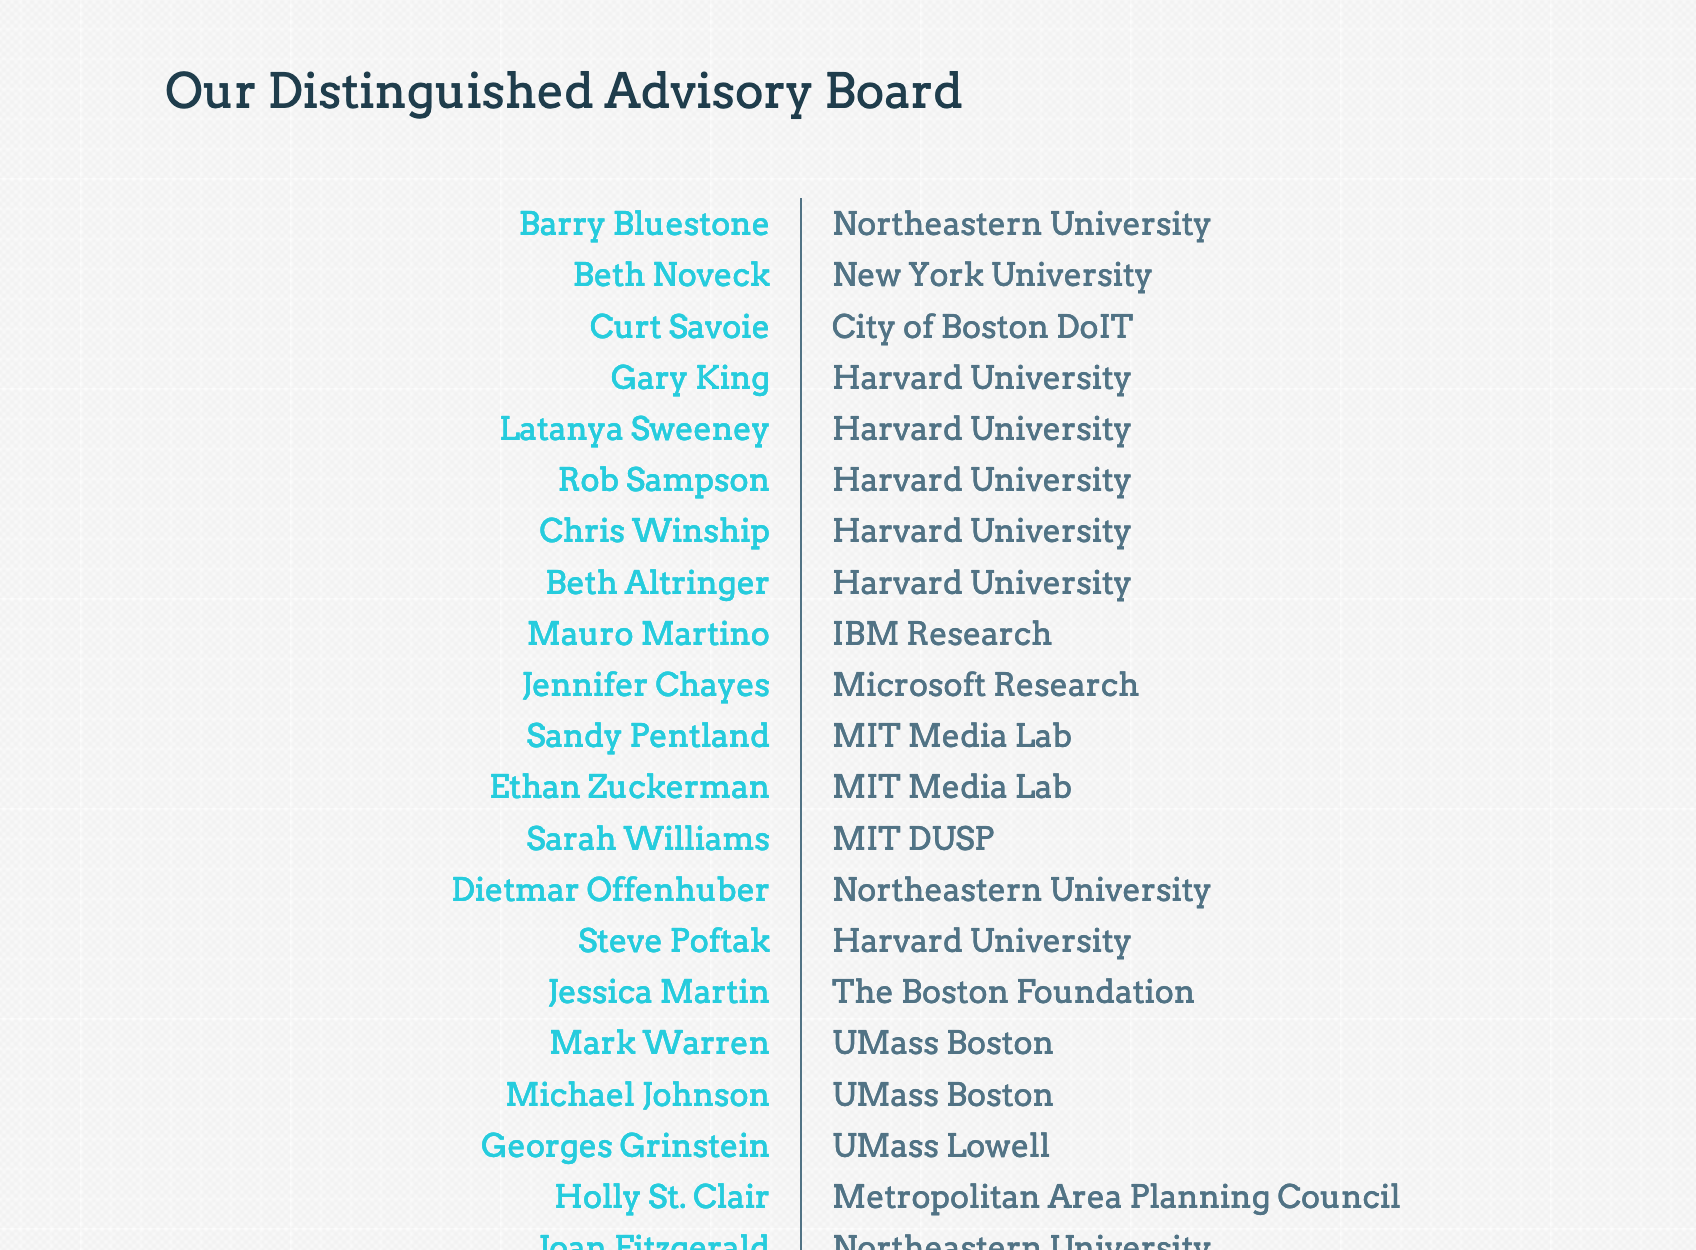 Our Distinguished Advisory Board
Barry Bluestone Northeastern University
Beth Noveck New York University
Curt Savoie City of Boston DoIT
Gary King Harvard University
Latanya Sweeney Harvard University
Rob Sampson Harvard University
Chris Winship Harvard University
Beth Altringer Harvard University
Mauro Martino IBM Research
Jennifer Chayes Microsoft Research
Sandy Pentland MIT Media Lab
Ethan Zuckerman MIT Media Lab
Sarah Williams MIT DUSP
Dietmar Offenhuber Northeastern University
Steve Poftak Harvard University
Jessica Martin The Boston Foundation
Mark Warren UMass Boston
Michael Johnson UMass Boston
Georges Grinstein UMass Lowell
Holly St. Clair Metropolitan Area Planning Council
Joan Fitzgerald Northeastern University